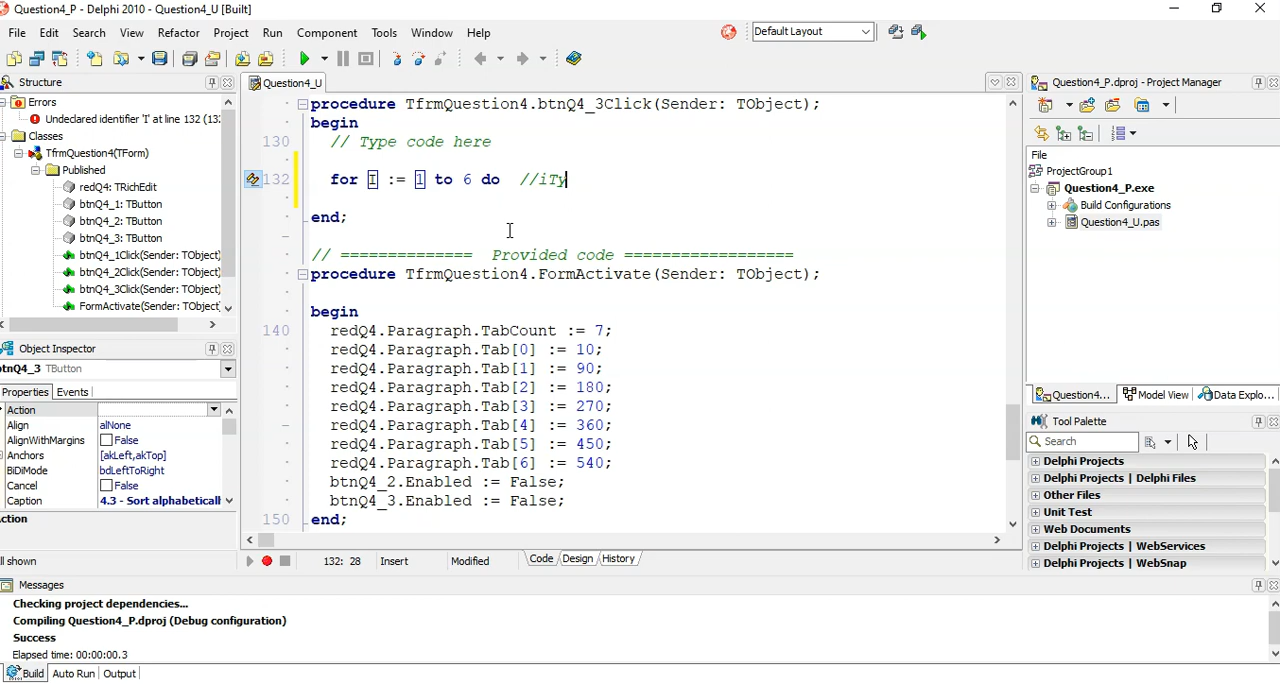 Question4_P - Delphi 2010 - Question4_U [Built]
File Edit Search View Refactor Project Run Component Tools Window Help
Default Layout
Structure
Errors
Undeclared identifier 'I' at line 132 (132
Classes
TfrmQuestion4(TForm)
Published
redQ4: TRichEdit
btnQ4_1: TButton
btnQ4_2: TButton
btnQ4_3: TButton
btnQ4_1Click(Sender: TObject)
btnQ4_2Click(Sender: TObject)
btnQ4_3Click(Sender: TObject)
FormActivate(Sender: TObject
Object Inspector
btnQ4_3 TButton
Properties Events
Action
Align alNone
AlignWithMargins False
Anchors [akLeft,akTop]
BiDiMode bdLeftToRight
Cancel False
Caption 4.3 - Sort alphabeticall
ction
ll shown
Question4_U
procedure TfrmQuestion4.btnQ4_3Click(Sender: TObject);
begin
130 // Type code here
132 for I := 1 to 6 do //iTy
end;
// ============== Provided code =================
procedure TfrmQuestion4.FormActivate(Sender: TObject);
begin
140 redQ4.Paragraph.TabCount := 7;
redQ4.Paragraph.Tab[0] := 10;
redQ4.Paragraph.Tab[1] := 90;
redQ4.Paragraph.Tab[2] := 180;
redQ4.Paragraph.Tab[3] := 270;
redQ4.Paragraph.Tab[4] := 360;
redQ4.Paragraph.Tab[5] := 450;
redQ4.Paragraph.Tab[6] := 540;
btnQ4_2.Enabled := False;
btnQ4_3.Enabled := False;
150 end;
132: 28 Insert Modified Code Design History
Question4_P.dproj - Project Manager
File
ProjectGroup1
Question4_P.exe
Build Configurations
Question4_U.pas
Question4... Model View Data Explo...
Tool Palette
Search
Delphi Projects
Delphi Projects | Delphi Files
Other Files
Unit Test
Web Documents
Delphi Projects | WebServices
Delphi Projects | WebSnap
Messages
Checking project dependencies...
Compiling Question4_P.dproj (Debug configuration)
Success
Elapsed time: 00:00:00.3
Build Auto Run Output